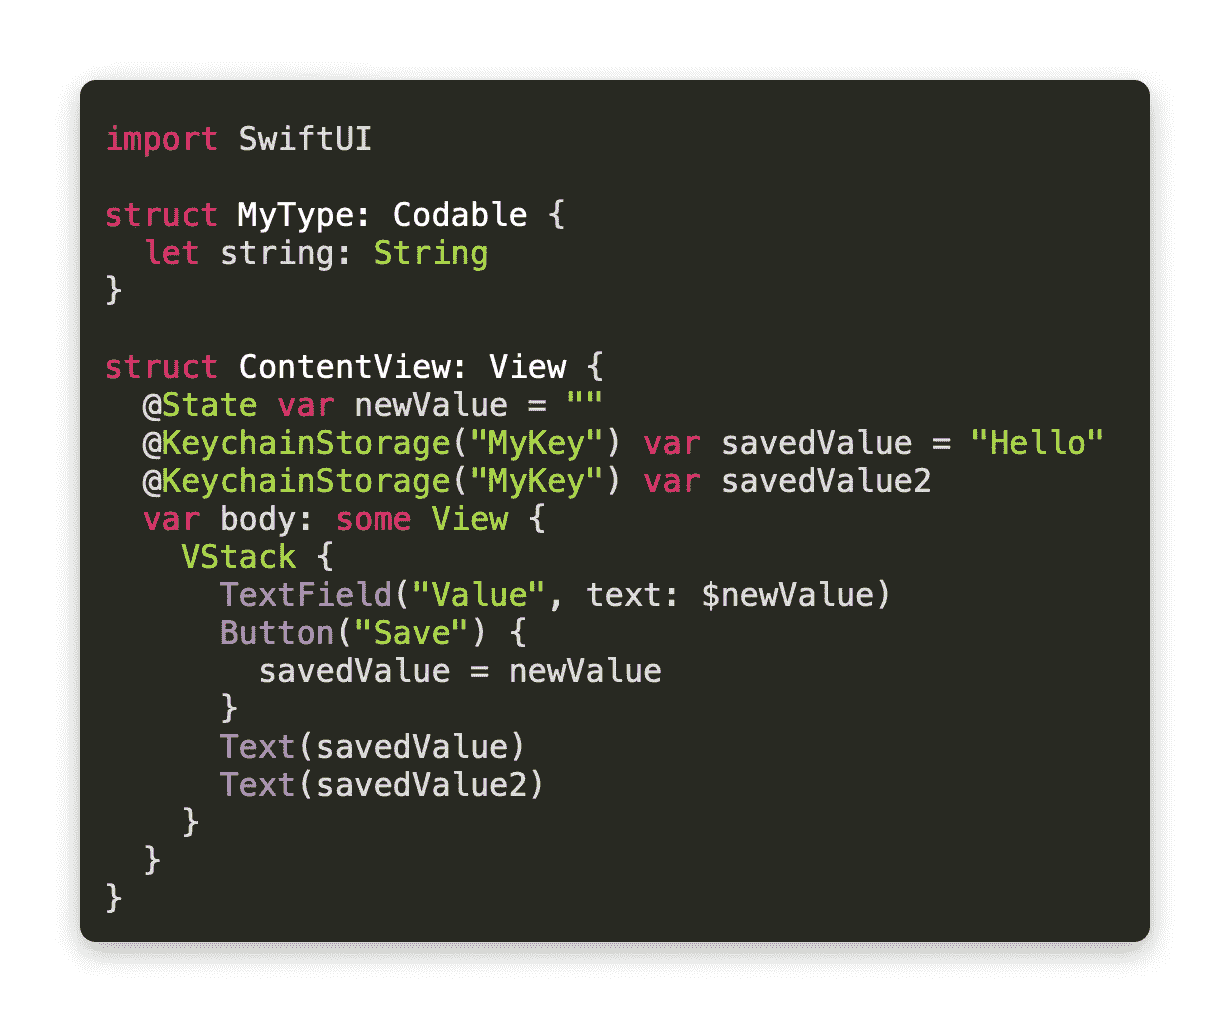 import SwiftUI

struct MyType: Codable {
  let string: String
}

struct ContentView: View {
  @State var newValue = ""
  @KeychainStorage("MyKey") var savedValue = "Hello"
  @KeychainStorage("MyKey") var savedValue2
  var body: some View {
    VStack {
      TextField("Value", text: $newValue)
      Button("Save") {
        savedValue = newValue
      }
      Text(savedValue)
      Text(savedValue2)
    }
  }
}